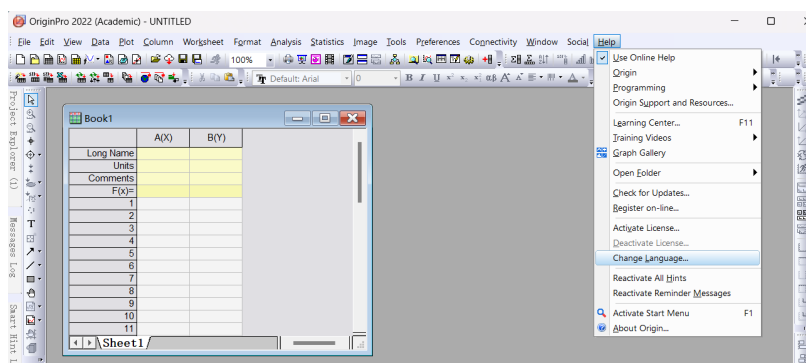 OriginPro 2022 (Academic) - UNTITLED
File Edit View Data Plot Column Worksheet Format Analysis Statistics Image Tools Preferences Connectivity Window Social Help
100%
Default: Arial 0 B I U
Project Explorer (1)
Messages Log
Smart Hint
Book1
A(X) B(Y)
Long Name
Units
Comments
F(x)=
1
2
3
4
5
6
7
8
9
10
11
Sheet1
Use Online Help
Origin
Programming
Origin Support and Resources...
Learning Center... F11
Training Videos
Graph Gallery
Open Folder
Check for Updates...
Register on-line...
Activate License...
Deactivate License...
Change Language...
Reactivate All Hints
Reactivate Reminder Messages
Activate Start Menu F1
About Origin...